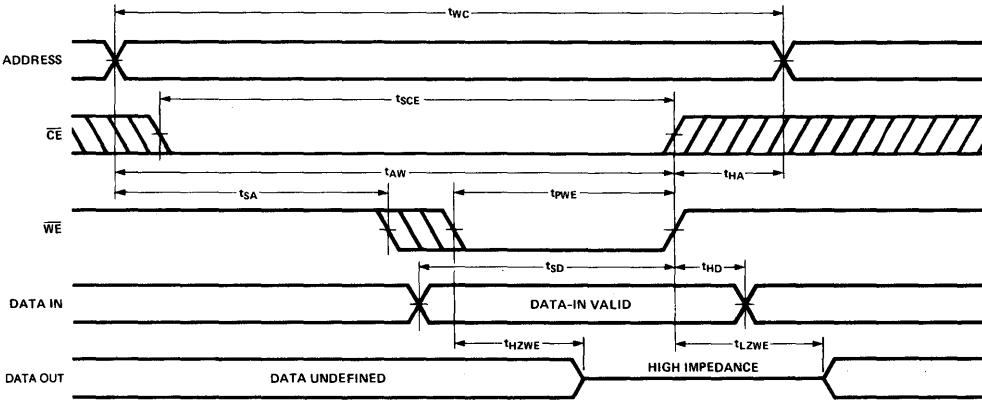 tWC
ADDRESS
tSCE
CE
tAW
tHA
tSA
tPWE
WE
tSD
tHD
DATA IN
DATA-IN VALID
tHZWE
tLZWE
DATA OUT
DATA UNDEFINED
HIGH IMPEDANCE